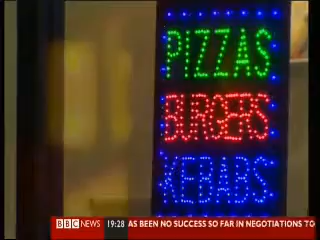 PIZZAS
BURGERS
KEBABS
BBC NEWS 19:28 AS BEEN NO SUCCESS SO FAR IN NEGOTIATIONS TO